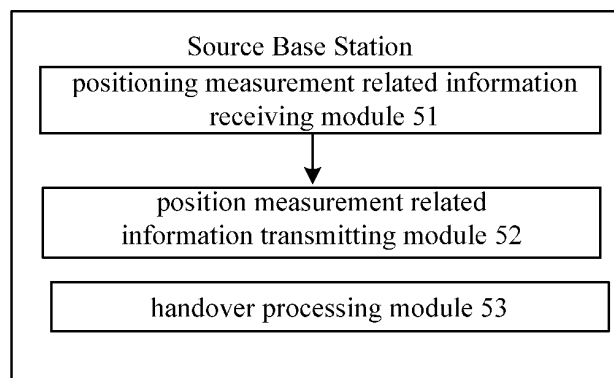 Source Base Station
positioning measurement related information
receiving module 51
position measurement related
information transmitting module 52
handover processing module 53